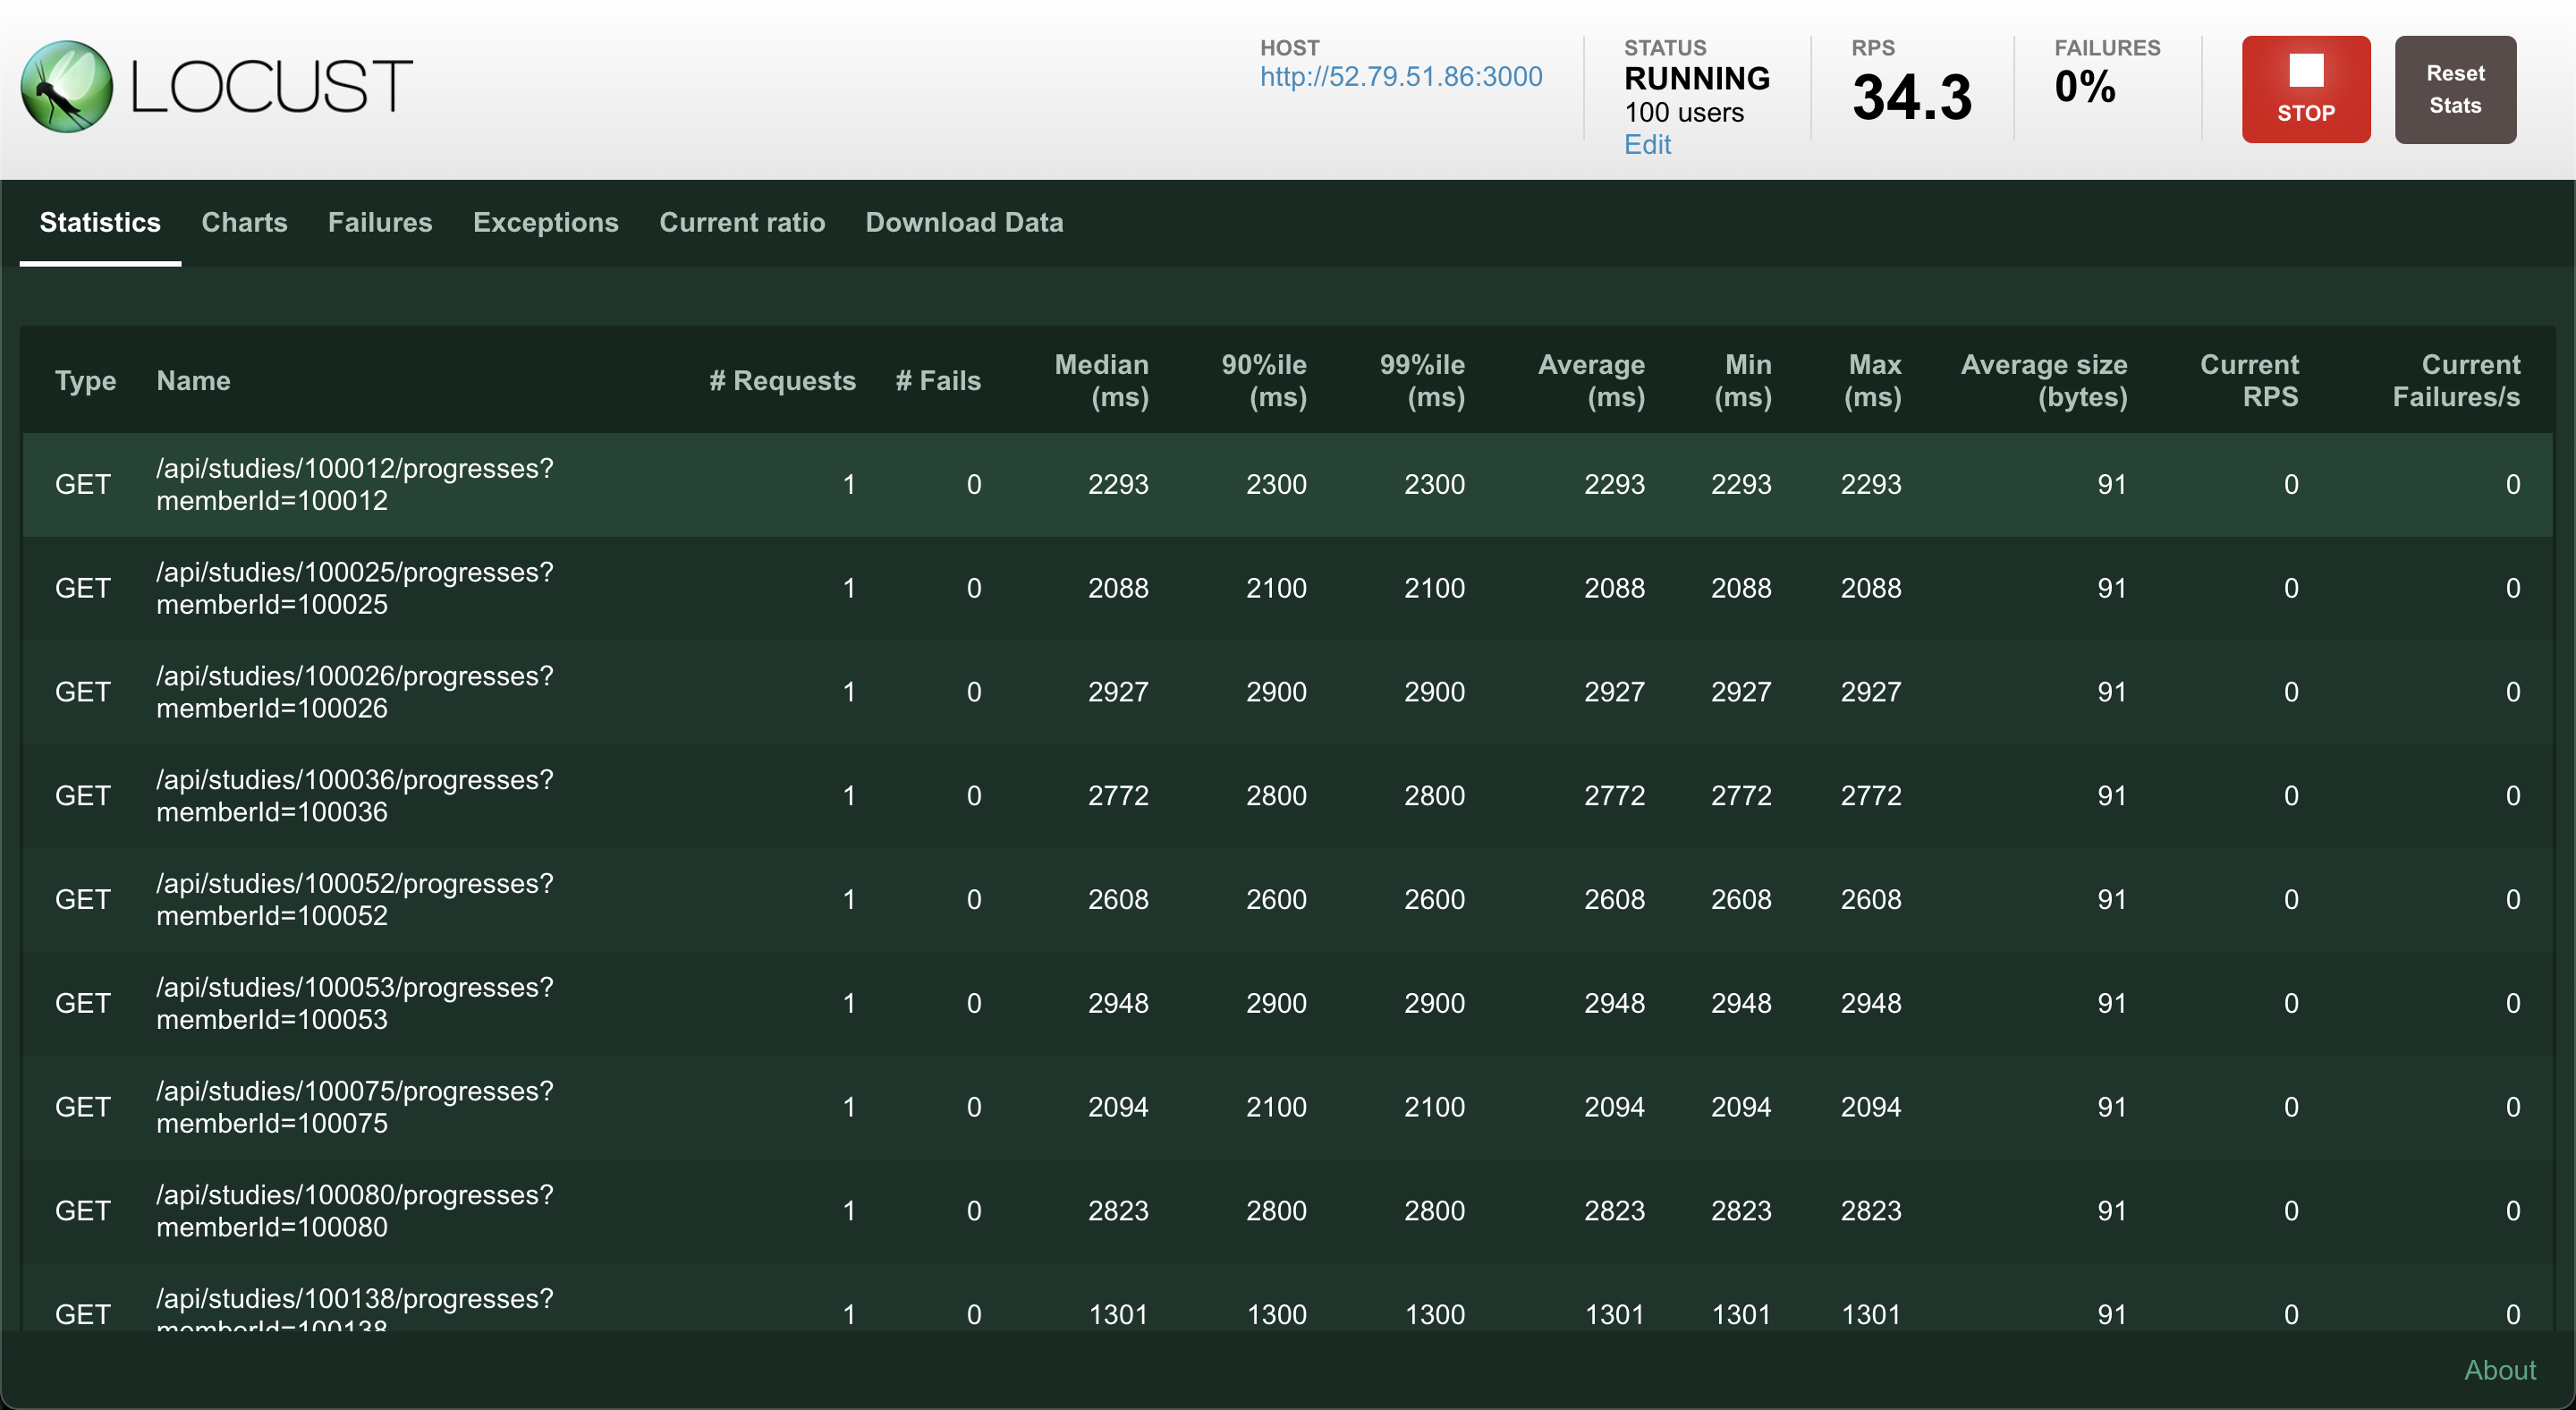 LOCUST
HOST
http://52.79.51.86:3000
STATUS
RUNNING
100 users
Edit
RPS
34.3
FAILURES
0%
STOP
Reset
Stats
Statistics Charts Failures Exceptions Current ratio Download Data
Type Name # Requests # Fails Median (ms) 90%ile (ms) 99%ile (ms) Average (ms) Min (ms) Max (ms) Average size (bytes) Current RPS Current Failures/s
GET /api/studies/100012/progresses? 1 0 2293 2300 2300 2293 2293 2293 91 0 0
memberId=100012
GET /api/studies/100025/progresses? 1 0 2088 2100 2100 2088 2088 2088 91 0 0
memberId=100025
GET /api/studies/100026/progresses? 1 0 2927 2900 2900 2927 2927 2927 91 0 0
memberId=100026
GET /api/studies/100036/progresses? 1 0 2772 2800 2800 2772 2772 2772 91 0 0
memberId=100036
GET /api/studies/100052/progresses? 1 0 2608 2600 2600 2608 2608 2608 91 0 0
memberId=100052
GET /api/studies/100053/progresses? 1 0 2948 2900 2900 2948 2948 2948 91 0 0
memberId=100053
GET /api/studies/100075/progresses? 1 0 2094 2100 2100 2094 2094 2094 91 0 0
memberId=100075
GET /api/studies/100080/progresses? 1 0 2823 2800 2800 2823 2823 2823 91 0 0
memberId=100080
GET /api/studies/100138/progresses? 1 0 1301 1300 1300 1301 1301 1301 91 0 0
memberId=100138
About